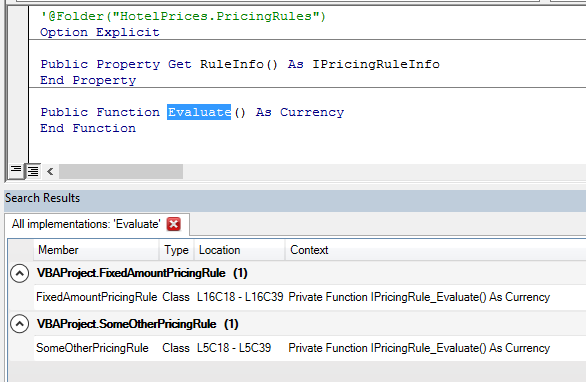 '@Folder("HotelPrices.PricingRules")
Option Explicit
Public Property Get RuleInfo() As IPricingRuleInfo
End Property
Public Function Evaluate() As Currency
End Function
Search Results
All implementations: 'Evaluate'
Member Type Location Context
VBAProject.FixedAmountPricingRule (1)
FixedAmountPricingRule Class L16C18 - L16C39 Private Function IPricingRule_Evaluate() As Currency
VBAProject.SomeOtherPricingRule (1)
SomeOtherPricingRule Class L5C18 - L5C39 Private Function IPricingRule_Evaluate() As Currency